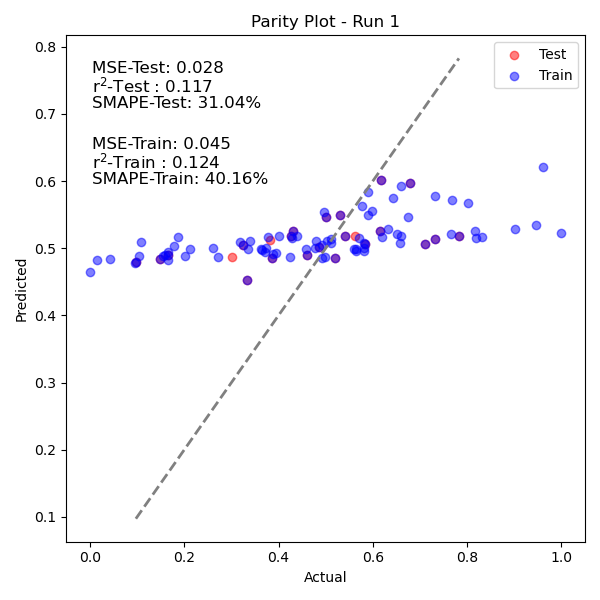 Parity Plot - Run 1
MSE-Test: 0.028
r²-Test : 0.117
SMAPE-Test: 31.04%
MSE-Train: 0.045
r²-Train : 0.124
SMAPE-Train: 40.16%
Test
Train
0.8
0.7
0.6
0.5
0.4
0.3
0.2
0.1
Predicted
0.0 0.2 0.4 0.6 0.8 1.0
Actual